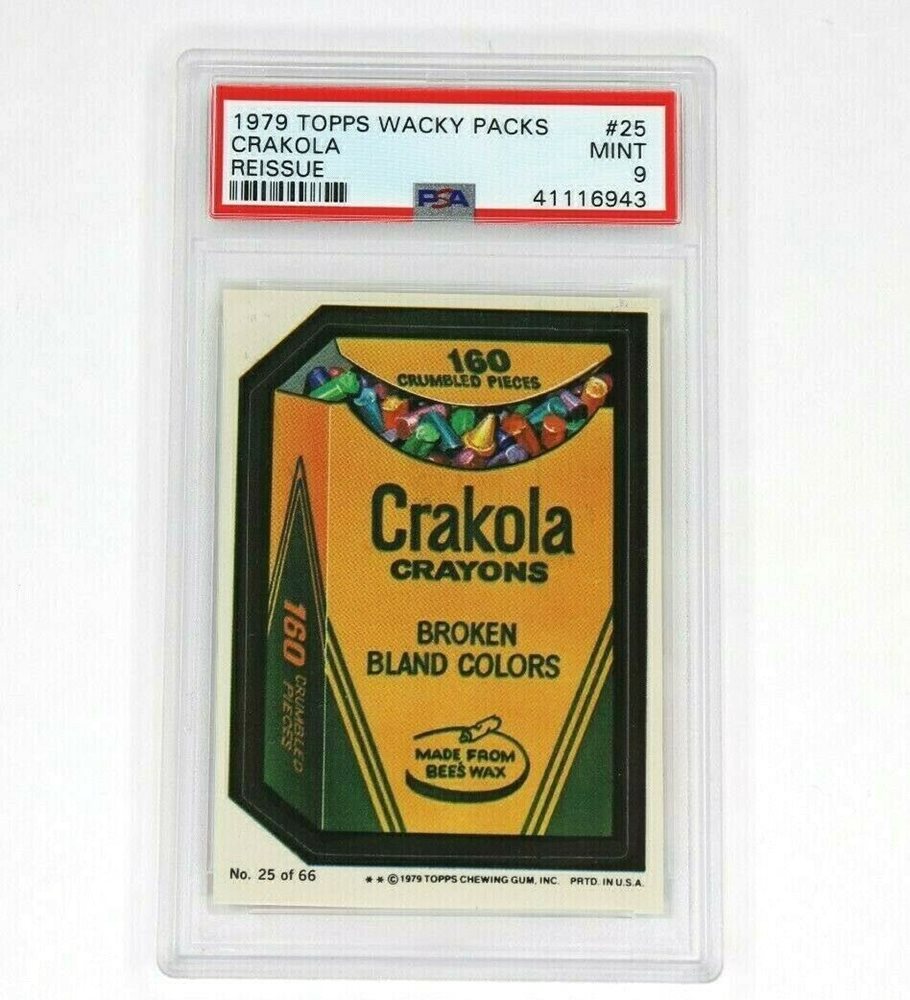 1979 TOPPS WACKY PACKS #25
CRAKOLA MINT
REISSUE 9
PSA 41116943
160
CRUMBLED PIECES
Crakola
CRAYONS
BROKEN
BLAND COLORS
MADE FROM
BEE'S WAX
160 CRUMBLED
PIECES
No. 25 of 66 ** ©1979 TOPPS CHEWING GUM, INC. PRTD. IN U.S.A.